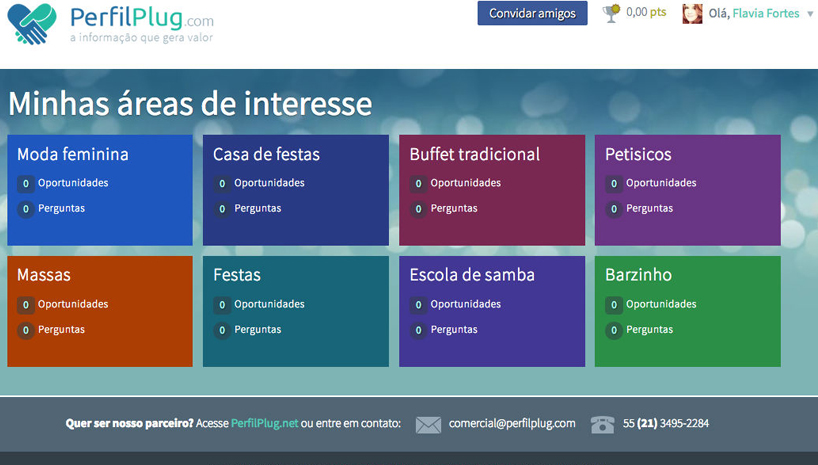 PerfilPlug.com
a informação que gera valor
Convidar amigos
0,00 pts
Olá, Flavia Fortes
Minhas áreas de interesse
Moda feminina
0 Oportunidades
0 Perguntas
Casa de festas
0 Oportunidades
0 Perguntas
Buffet tradicional
0 Oportunidades
0 Perguntas
Petisicos
0 Oportunidades
0 Perguntas
Massas
0 Oportunidades
0 Perguntas
Festas
0 Oportunidades
0 Perguntas
Escola de samba
0 Oportunidades
0 Perguntas
Barzinho
0 Oportunidades
0 Perguntas
Quer ser nosso parceiro? Acesse PerfilPlug.net ou entre em contato: comercial@perfilplug.com 55 (21) 3495-2284